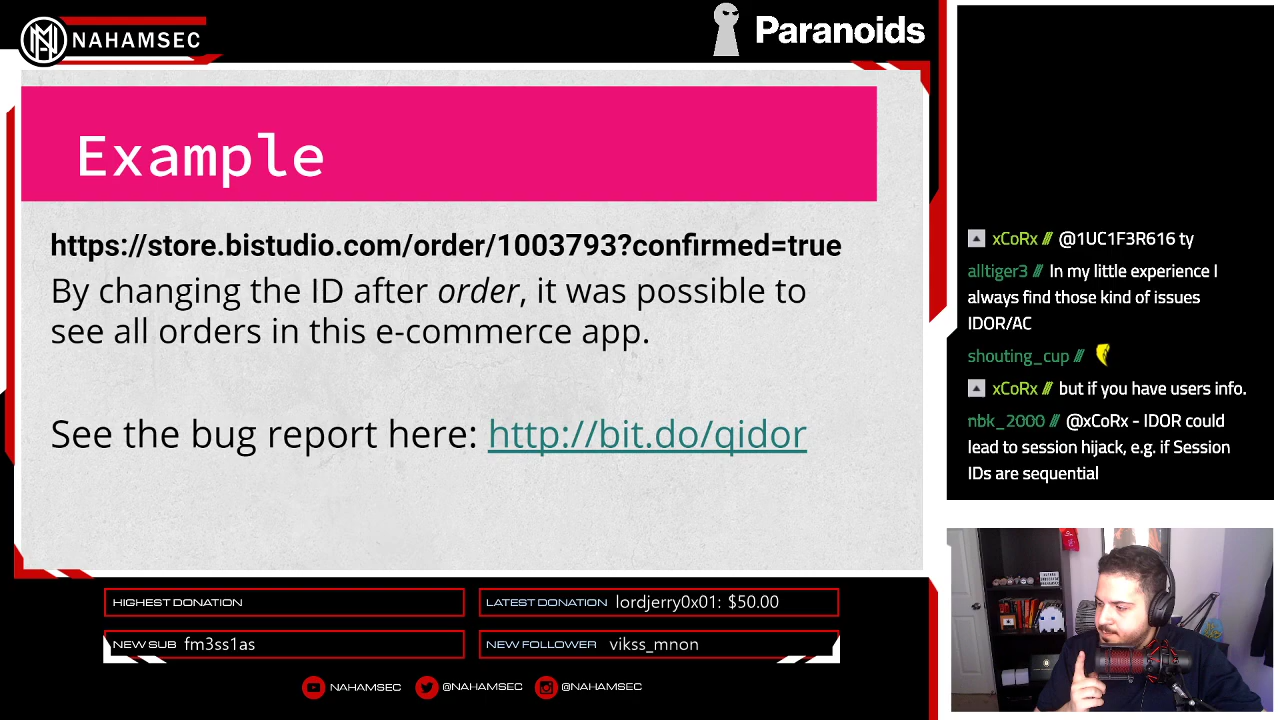 NAHAMSEC
Paranoids
Example
https://store.bistudio.com/order/1003793?confirmed=true
By changing the ID after order, it was possible to
see all orders in this e-commerce app.
See the bug report here: http://bit.do/qidor
xCoRx /// @1UC1F3R616 ty
alltiger3 /// In my little experience I
always find those kind of issues
IDOR/AC
shouting_cup ///
xCoRx /// but if you have users info.
nbk_2000 /// @xCoRx - IDOR could
lead to session hijack, e.g. if Session
IDs are sequential
HIGHEST DONATION
LATEST DONATION lordjerry0x01: $50.00
NEW SUB fm3ss1as
NEW FOLLOWER vikss_mnon
NAHAMSEC
@NAHAMSEC
@NAHAMSEC